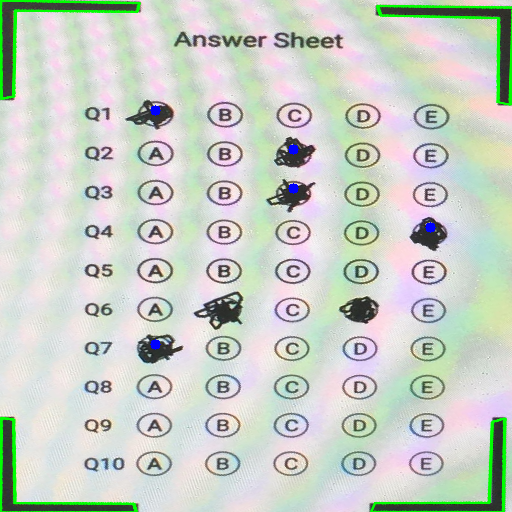 Answer Sheet
Q1 B C D E
Q2 A B D E
Q3 A B D E
Q4 A B C D
Q5 A B C D E
Q6 A C E
Q7 B C D E
Q8 A B C D E
Q9 A B C D E
Q10 A B C D E